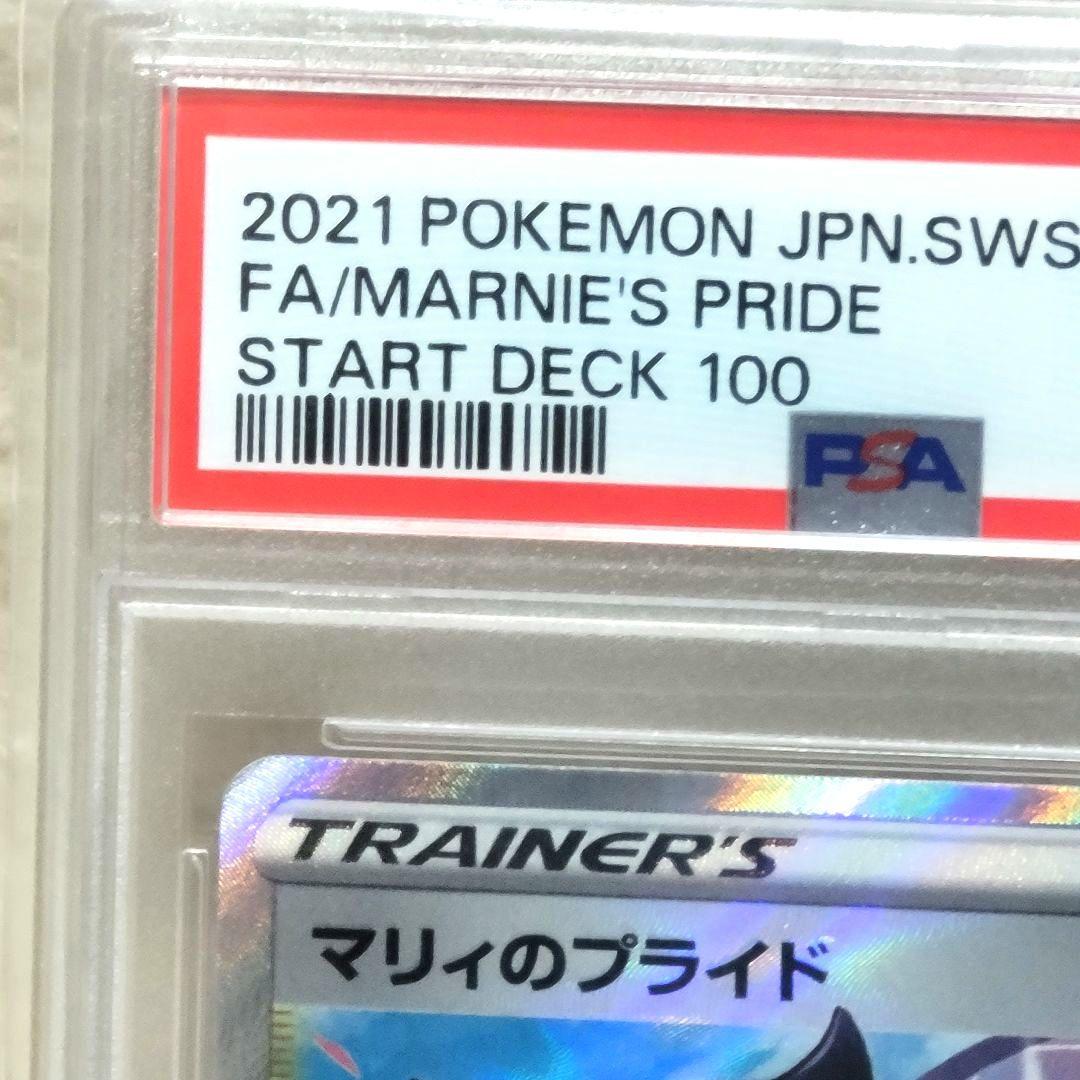 2021 POKEMON JPN.SWS
FA/MARNIE'S PRIDE
START DECK 100
PSA
TRAINER'S
マリィのプライド